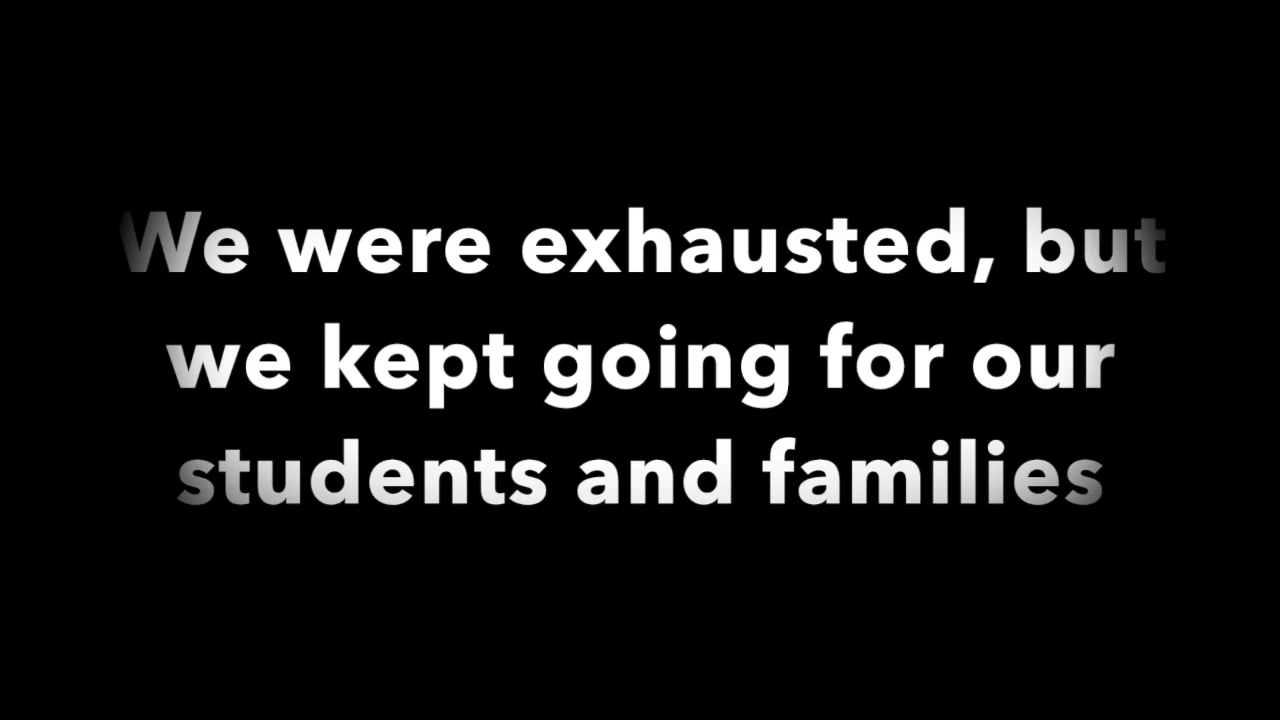 We were exhausted, but
we kept going for our
students and families